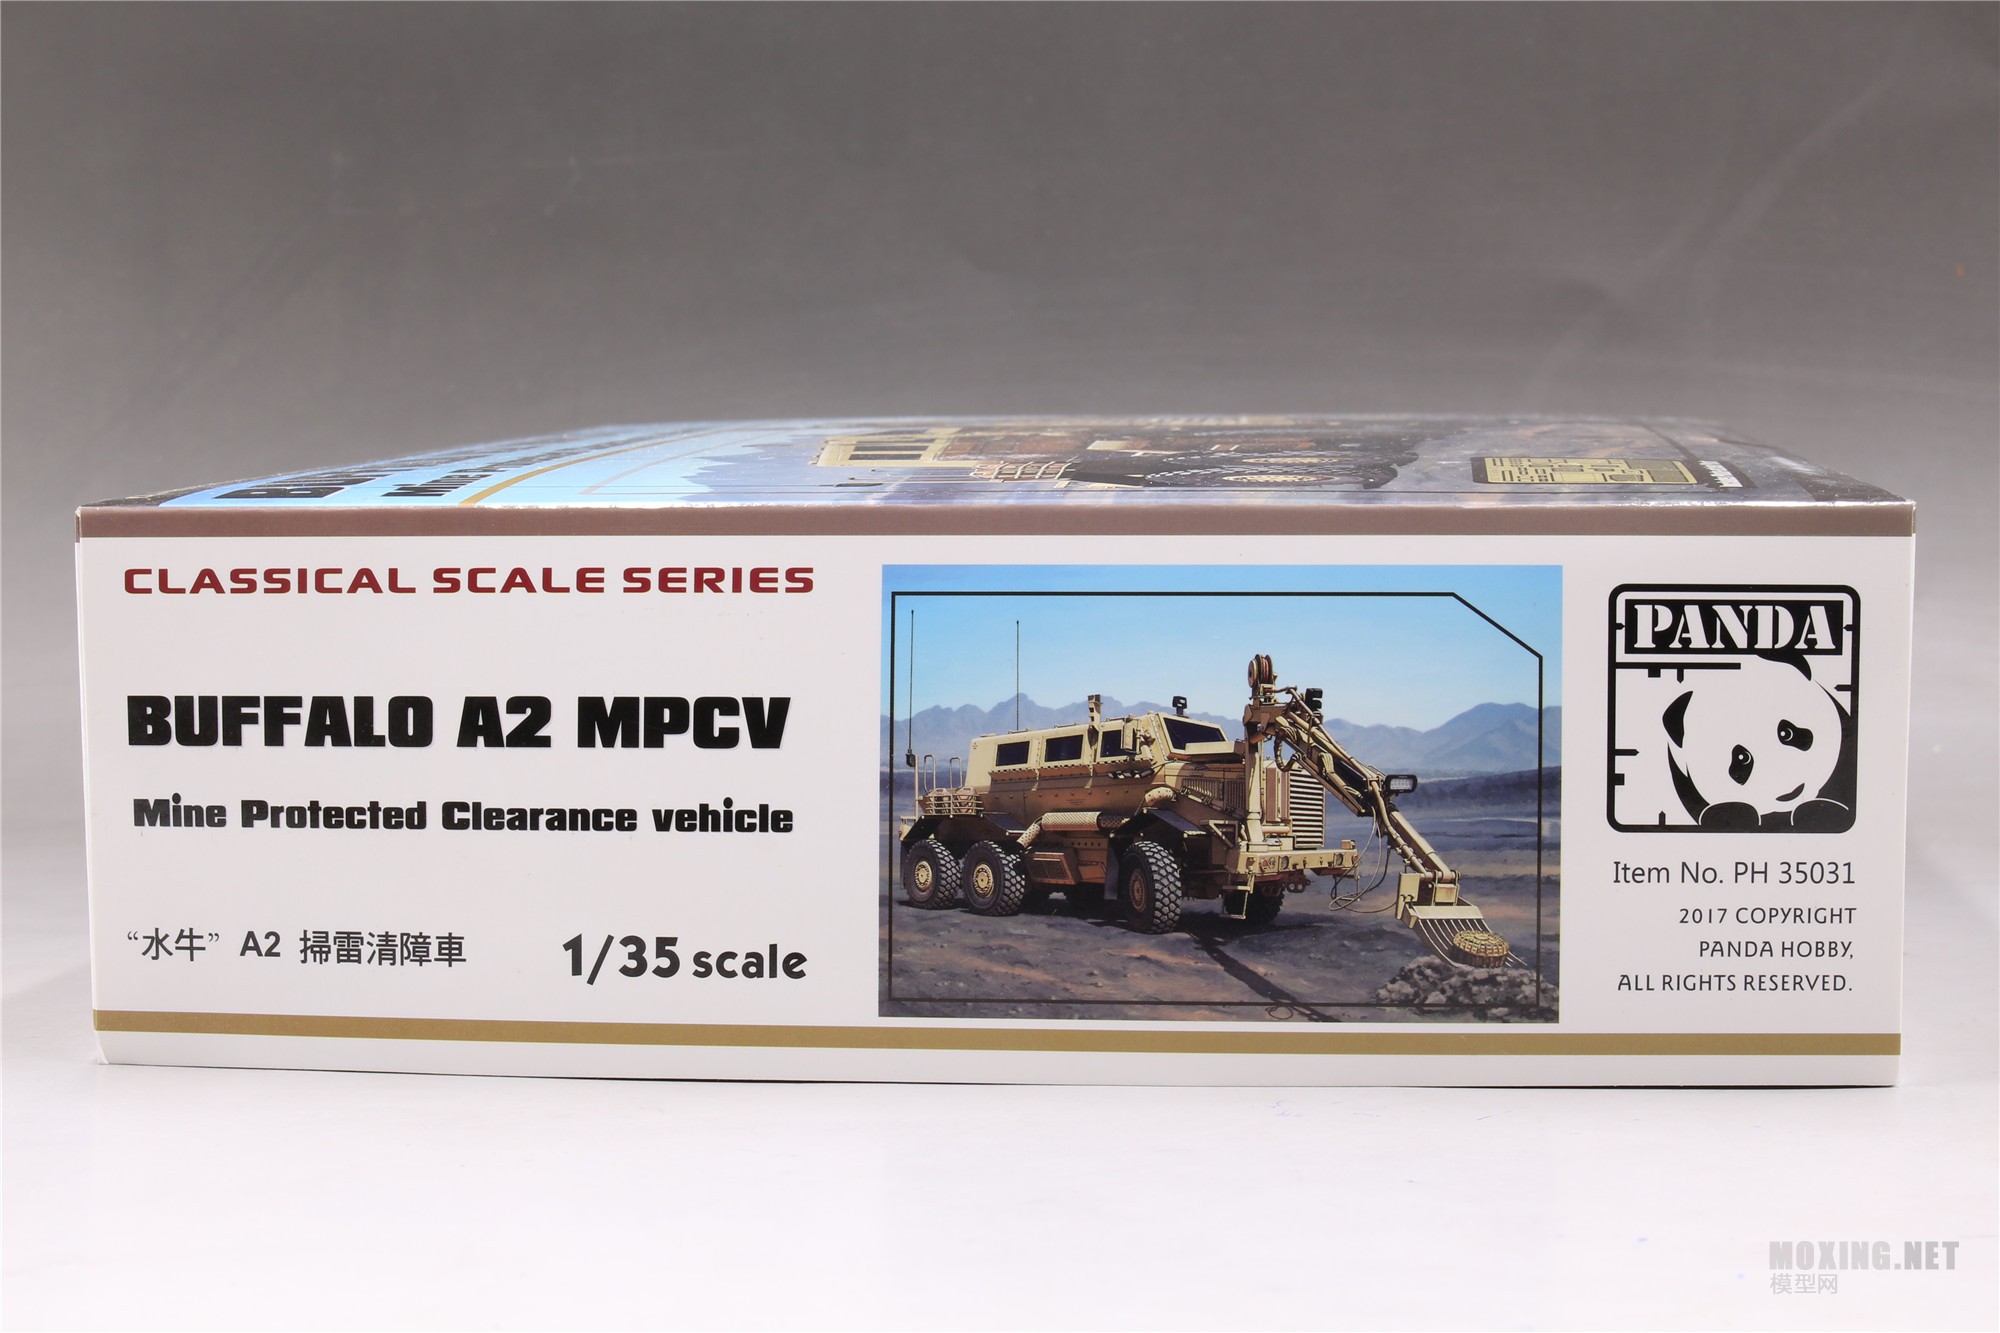 CLASSICAL SCALE SERIES
BUFFALO A2 MPCV
Mine Protected Clearance vehicle
“水牛” A2 掃雷清障車
1/35 scale
PANDA
Item No. PH 35031
2017 COPYRIGHT
PANDA HOBBY,
ALL RIGHTS RESERVED.
MOXING.NET
模型网